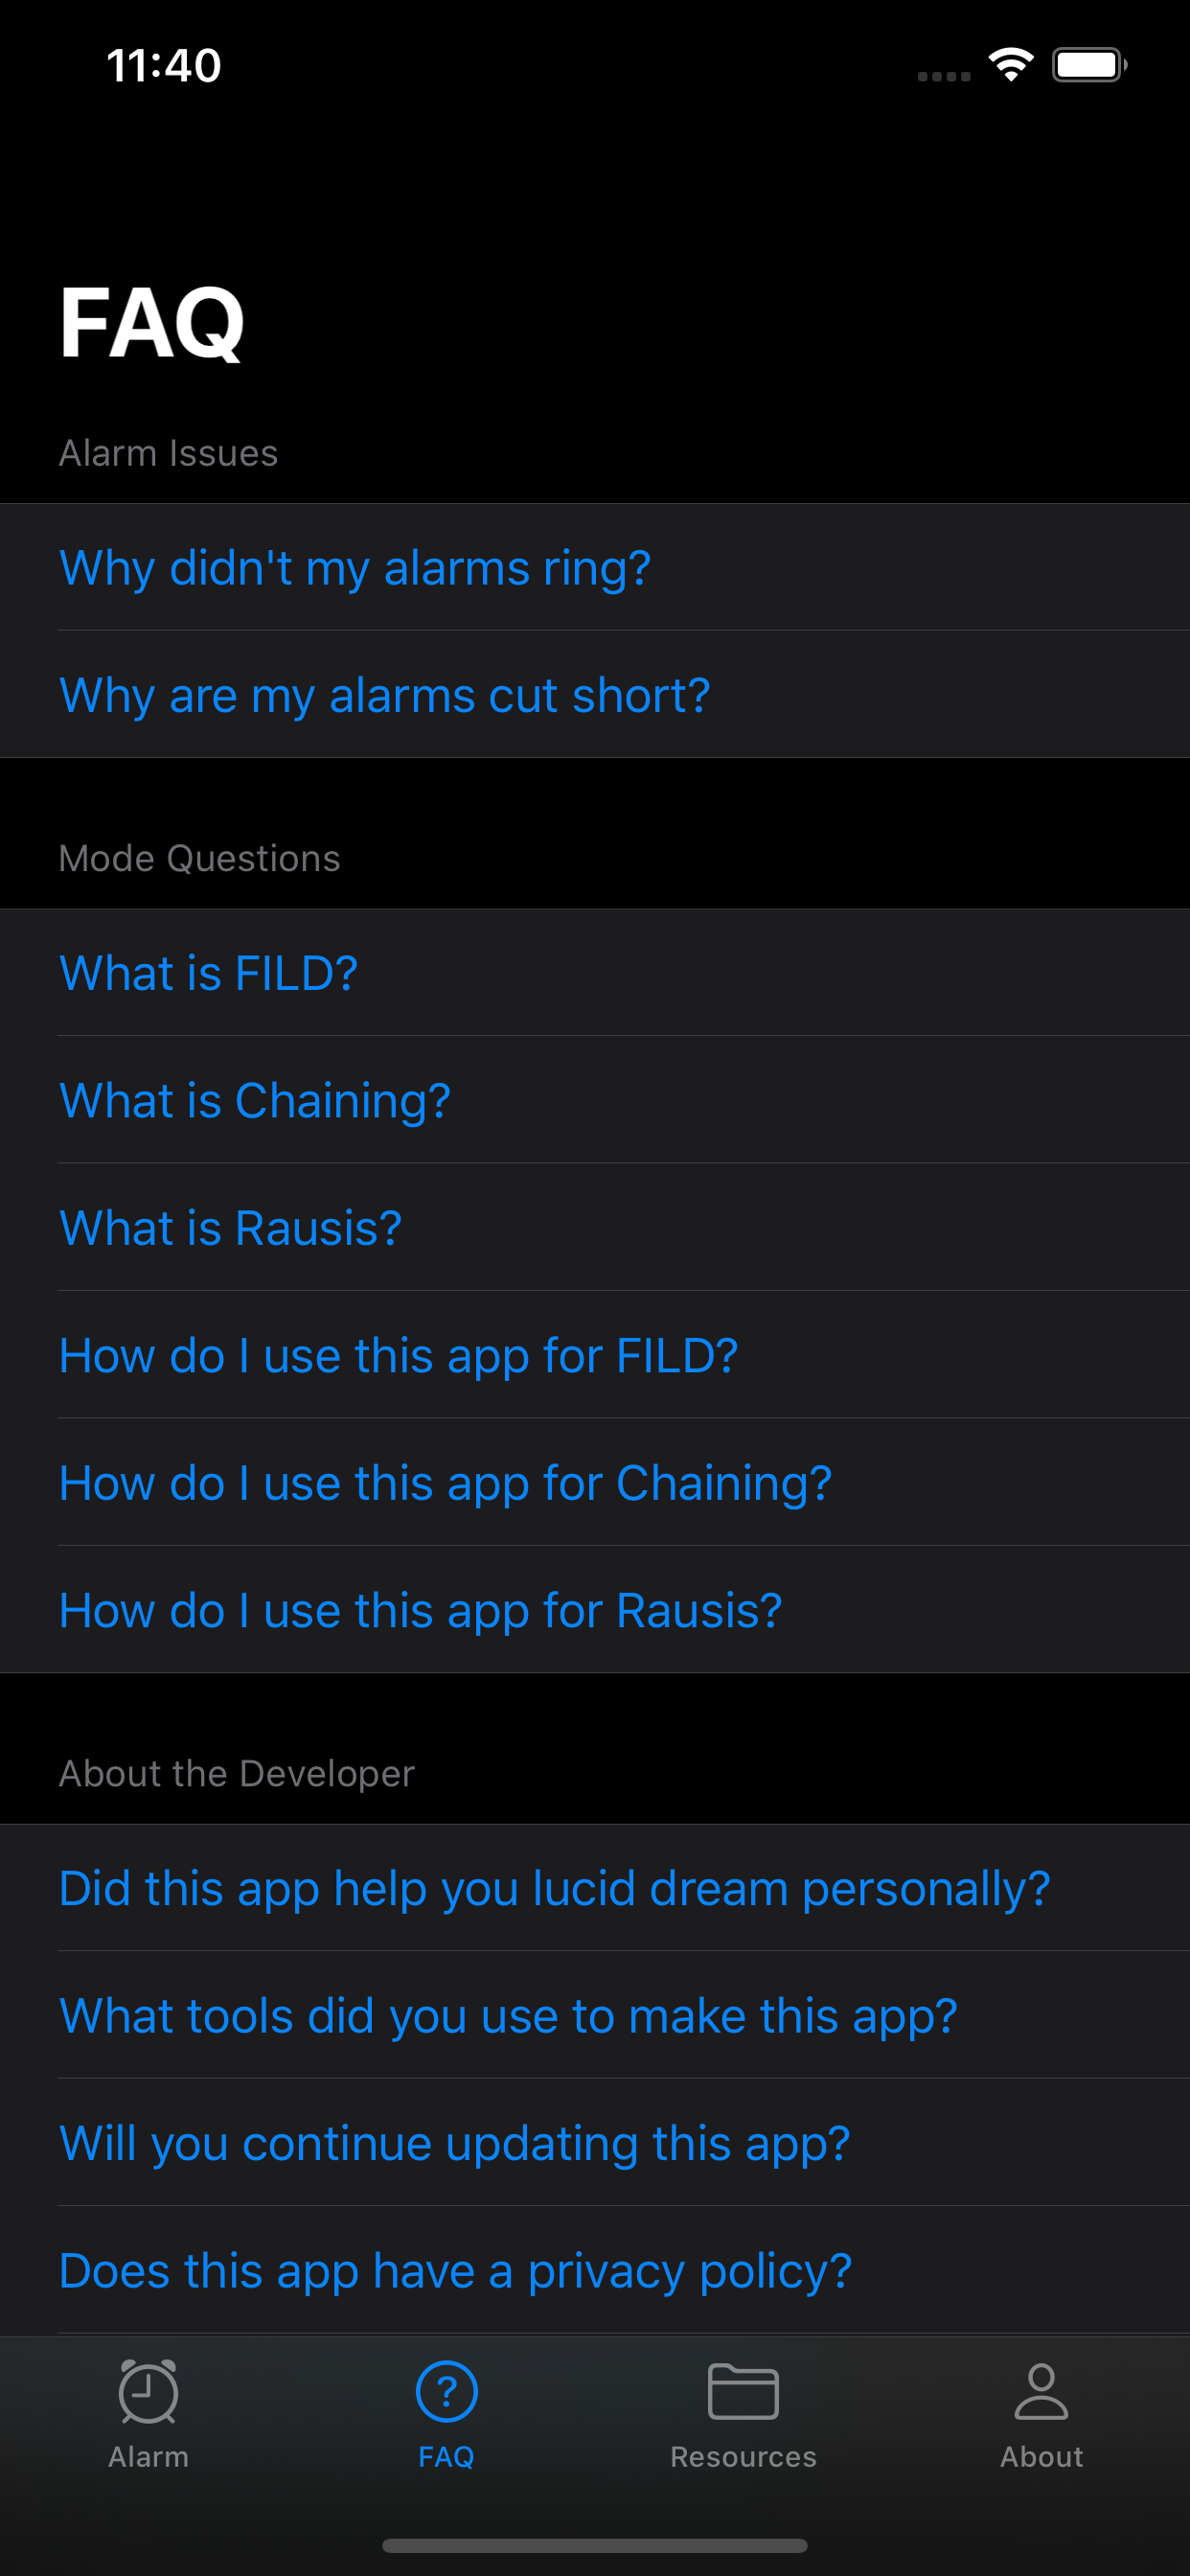 11:40
FAQ
Alarm Issues
Why didn't my alarms ring?
Why are my alarms cut short?
Mode Questions
What is FILD?
What is Chaining?
What is Rausis?
How do I use this app for FILD?
How do I use this app for Chaining?
How do I use this app for Rausis?
About the Developer
Did this app help you lucid dream personally?
What tools did you use to make this app?
Will you continue updating this app?
Does this app have a privacy policy?
Alarm
FAQ
Resources
About